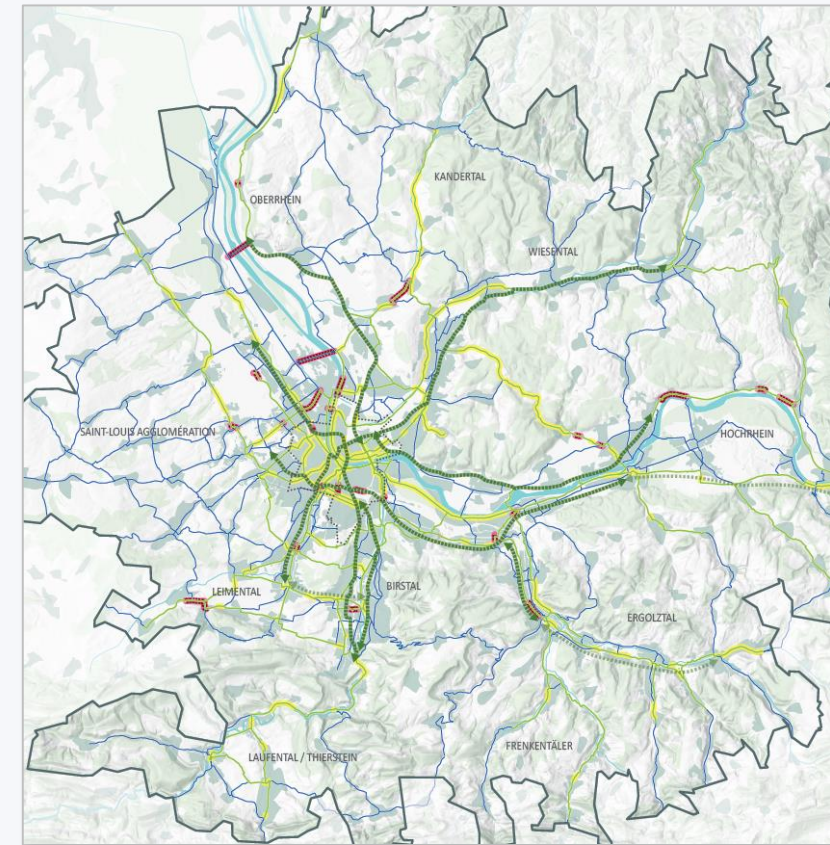 OBERRHEIN
KANDERTAL
WIESENTAL
SAINT-LOUIS AGGLOMÉRATION
HOCHRHEIN
LEIMENTAL
BIRSTAL
ERGOLZTAL
LAUFENTAL / THIERSTEIN
FRENKENTÄLER